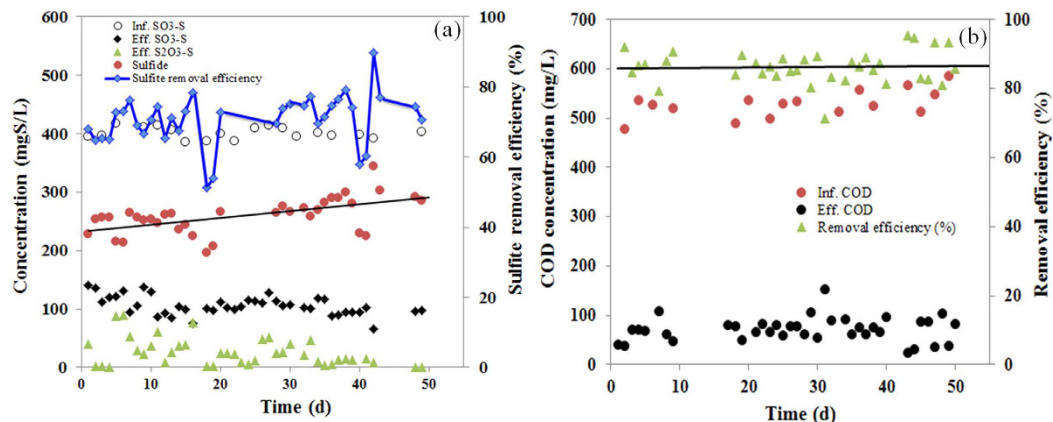 (a)
Inf. SO3-S
Eff. SO3-S
Eff. S2O3-S
Sulfide
Sulfite removal efficiency
Concentration (mgS/L)
600
500
400
300
200
100
0
0 10 20 30 40 50
Time (d)
100
80
60
40
20
0
Sulfite removal efficiency (%)
(b)
COD concentration (mg/L)
700
600
500
400
300
200
100
0
Inf. COD
Eff. COD
Removal efficiency (%)
0 10 20 30 40 50
Time (d)
100
80
60
40
20
0
Removal efficiency (%)